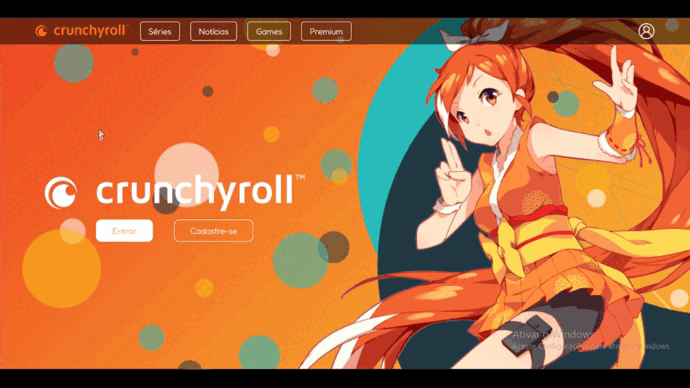 crunchyroll
Séries
Notícias
Games
Premium
crunchyroll™
Entrar
Cadastre-se
Ativar o Windows
Acesse Configurações para ativar o Windows.